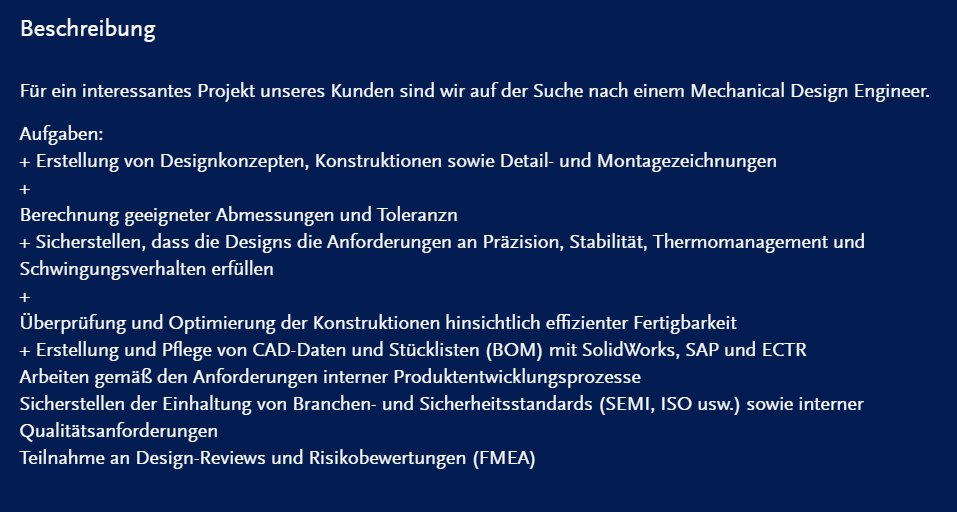 Beschreibung
Für ein interessantes Projekt unseres Kunden sind wir auf der Suche nach einem Mechanical Design Engineer.
Aufgaben:
+ Erstellung von Designkonzepten, Konstruktionen sowie Detail- und Montagezeichnungen
+
Berechnung geeigneter Abmessungen und Toleranzn
+ Sicherstellen, dass die Designs die Anforderungen an Präzision, Stabilität, Thermomanagement und
Schwingungsverhalten erfüllen
+
Überprüfung und Optimierung der Konstruktionen hinsichtlich effizienter Fertigbarkeit
+ Erstellung und Pflege von CAD-Daten und Stücklisten (BOM) mit SolidWorks, SAP und ECTR
Arbeiten gemäß den Anforderungen interner Produktentwicklungsprozesse
Sicherstellen der Einhaltung von Branchen- und Sicherheitsstandards (SEMI, ISO usw.) sowie interner
Qualitätsanforderungen
Teilnahme an Design-Reviews und Risikobewertungen (FMEA)